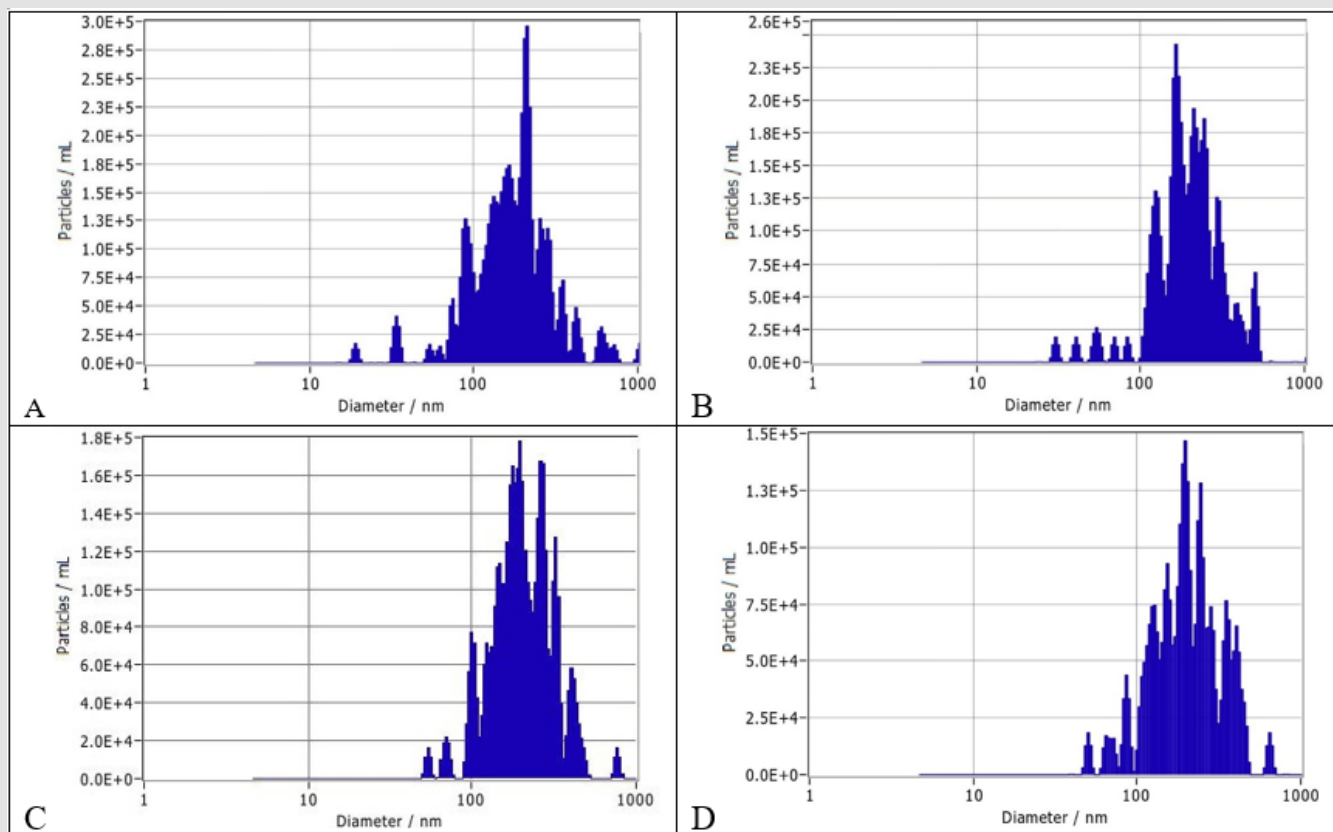 3.0E+5
2.8E+5
2.5E+5
2.3E+5
2.0E+5
1.8E+5
1.5E+5
1.3E+5
1.0E+5
7.5E+4
5.0E+4
2.5E+4
0.0E+0
Particles / mL
1 10 100 1000
Diameter / nm
A
2.6E+5
2.3E+5
2.0E+5
1.8E+5
1.5E+5
1.3E+5
1.0E+5
7.5E+4
5.0E+4
2.5E+4
0.0E+0
Particles / mL
1 10 100 1000
Diameter / nm
B
1.8E+5
1.6E+5
1.4E+5
1.2E+5
1.0E+5
8.0E+4
6.0E+4
4.0E+4
2.0E+4
0.0E+0
Particles / mL
1 10 100 1000
Diameter / nm
C
1.5E+5
1.3E+5
1.0E+5
7.5E+4
5.0E+4
2.5E+4
0.0E+0
Particles / mL
1 10 100 1000
Diameter / nm
D